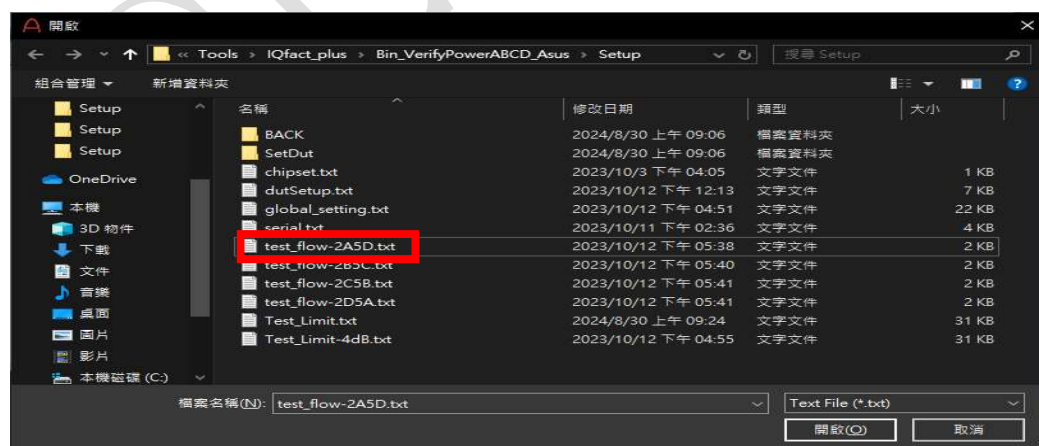 開啟
« Tools › IQfact_plus › Bin_VerifyPowerABCD_Asus › Setup 搜尋 Setup
組合管理 新增資料夾
Setup
Setup
Setup
OneDrive
本機
3D 物件
下載
文件
音樂
桌面
圖片
影片
本機磁碟 (C:)
名稱 修改日期 類型 大小
BACK 2024/8/30 上午 09:06 檔案資料夾
SetDut 2024/8/30 上午 09:06 檔案資料夾
chipset.txt 2023/10/3 下午 04:05 文字文件 1 KB
dutSetup.txt 2023/10/12 下午 12:13 文字文件 7 KB
global_setting.txt 2023/10/12 下午 04:51 文字文件 22 KB
serial.txt 2023/10/11 下午 02:36 文字文件 4 KB
test_flow-2A5D.txt 2023/10/12 下午 05:38 文字文件 2 KB
test_flow-2B5C.txt 2023/10/12 下午 05:40 文字文件 2 KB
test_flow-2C5B.txt 2023/10/12 下午 05:41 文字文件 2 KB
test_flow-2D5A.txt 2023/10/12 下午 05:41 文字文件 2 KB
Test_Limit.txt 2024/8/30 上午 09:24 文字文件 31 KB
Test_Limit-4dB.txt 2023/10/12 下午 04:55 文字文件 31 KB
檔案名稱(N): test_flow-2A5D.txt Text File (*.txt)
開啟(O) 取消